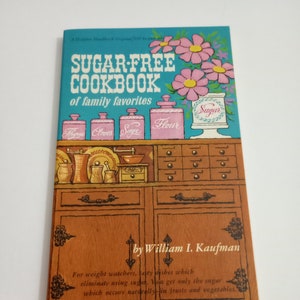 SUGAR-FREE
COOKBOOK
of family favorites
Flour
Sugar
by William I. Kaufman
For weight watchers, tasty dishes which
eliminate using sugar. You get only the sugar
which occurs naturally in fruits and vegetables.